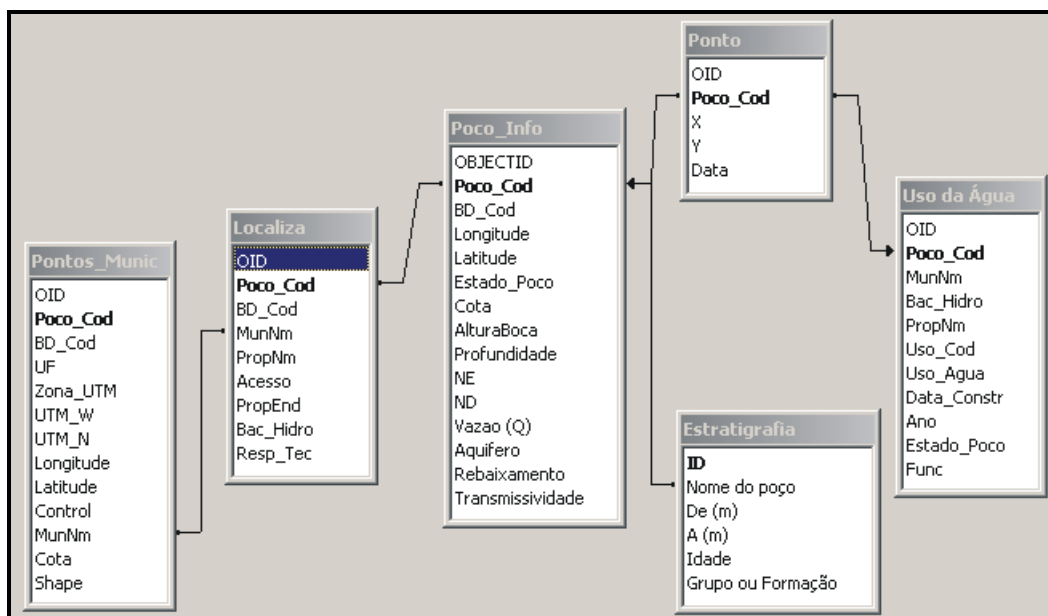 Pontos_Munic
OID
Poco_Cod
BD_Cod
UF
Zona_UTM
UTM_W
UTM_N
Longitude
Latitude
Control
MunNm
Cota
Shape
Localiza
OID
Poco_Cod
BD_Cod
MunNm
PropNm
Acesso
PropEnd
Bac_Hidro
Resp_Tec
Poco_Info
OBJECTID
Poco_Cod
BD_Cod
Longitude
Latitude
Estado_Poco
Cota
AlturaBoca
Profundidade
NE
ND
Vazao (Q)
Aquifero
Rebaixamento
Transmissividade
Ponto
OID
Poco_Cod
X
Y
Data
Estratigrafia
ID
Nome do poço
De (m)
A (m)
Idade
Grupo ou Formação
Uso da Água
OID
Poco_Cod
MunNm
Bac_Hidro
PropNm
Uso_Cod
Uso_Agua
Data_Constr
Ano
Estado_Poco
Func